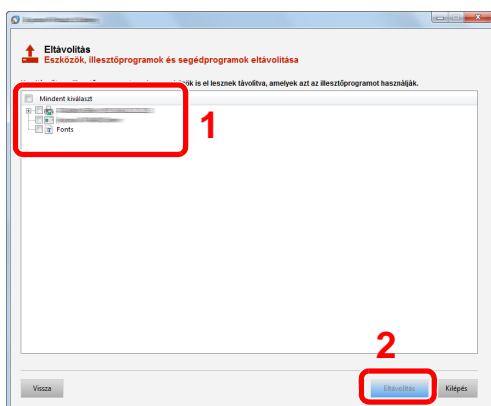 Eltávolítás
Eszközök, illesztőprogramok és segédprogramok eltávolítása
is el lesznek távolítva, amelyek azt az illesztőprogramot használják.
Mindent kiválaszt
1
Fonts
2
Vissza
Eltávolítás
Kilépés